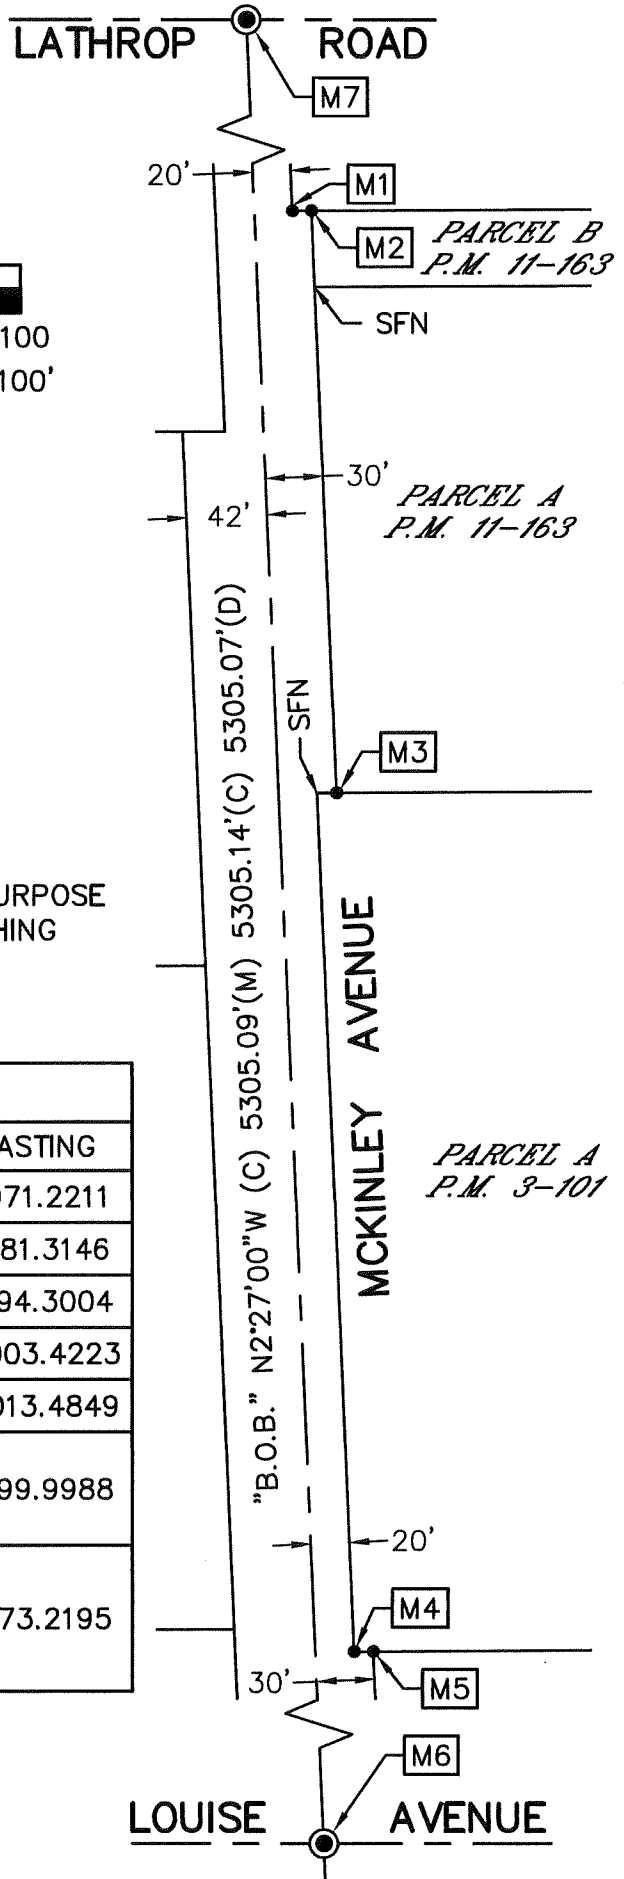 LATHROP ROAD
M7
20'
M1
M2
PARCEL B
P.M. 11-163
SFN
100
100'
30'
42'
PARCEL A
P.M. 11-163
"B.O.B." N2°27'00"W (C) 5305.09'(M) 5305.14'(C) 5305.07'(D)
SFN
M3
MCKINLEY AVENUE
URPOSE
HING
ASTING
071.2211
81.3146
94.3004
003.4223
013.4849
99.9988
73.2195
PARCEL A
P.M. 3-101
20'
M4
30'
M5
M6
LOUISE AVENUE